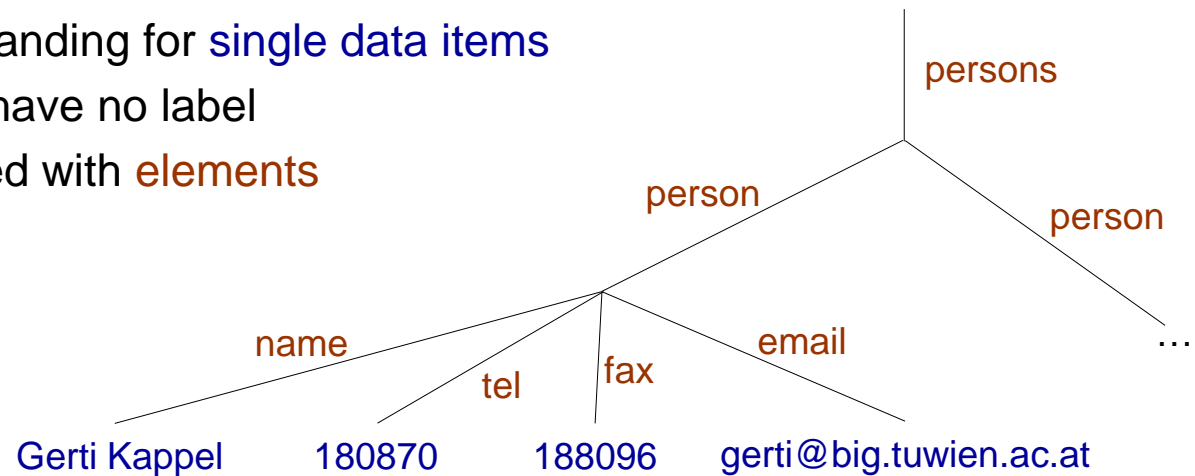 anding for single data items
have no label
ed with elements
persons
person
person
name
tel
fax
email
...
Gerti Kappel 180870 188096 gerti@big.tuwien.ac.at